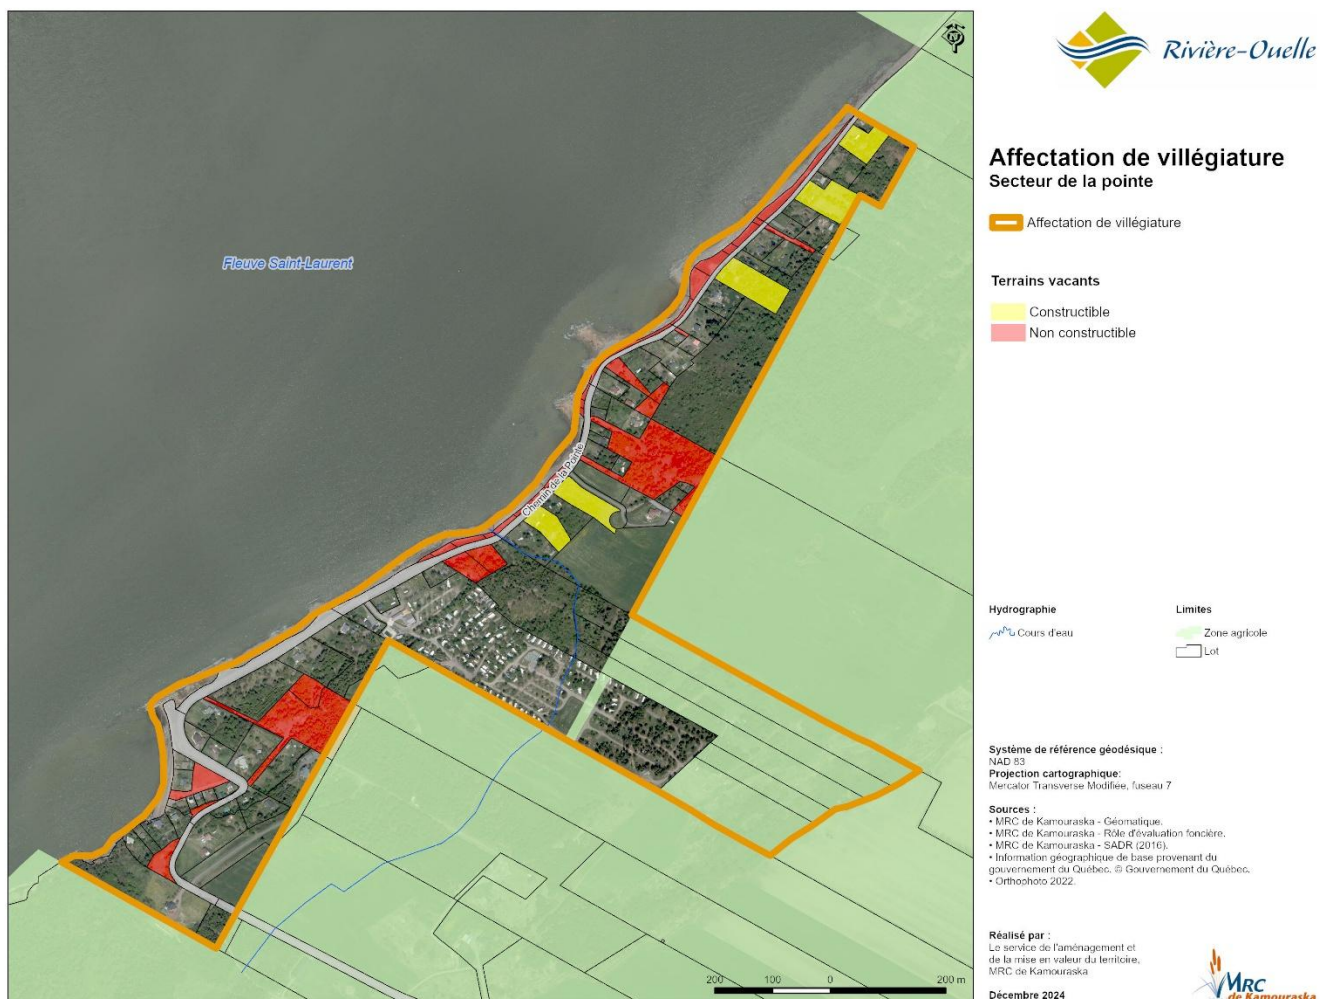 Rivière-Ouelle
Affectation de villégiature
Secteur de la pointe
Affectation de villégiature
Terrains vacants
Constructible
Non constructible
Fleuve Saint-Laurent
Chemin de la Pointe
Hydrographie
Cours d'eau
Limites
Zone agricole
Lot
Système de référence géodésique :
NAD 83
Projection cartographique:
Mercator Transverse Modifiée, fuseau 7
Sources :
• MRC de Kamouraska - Géomatique.
• MRC de Kamouraska - Rôle d'évaluation foncière.
• MRC de Kamouraska - SADR (2016).
• Information géographique de base provenant du
gouvernement du Québec. © Gouvernement du Québec.
• Orthophoto 2022.
Réalisé par :
Le service de l'aménagement et
de la mise en valeur du territoire,
MRC de Kamouraska
Décembre 2024
MRC
de Kamouraska
200 100 0 200 m